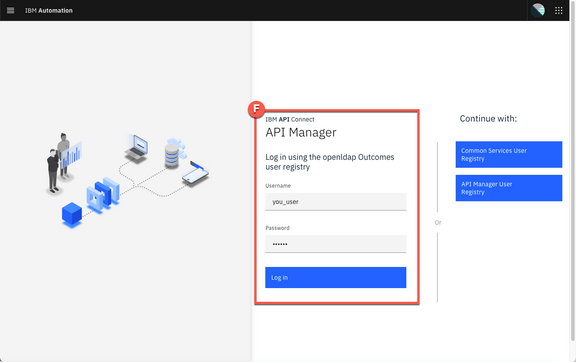 IBM Automation
F
IBM API Connect
API Manager
Log in using the openldap Outcomes
user registry
Username
you_user
Password
••••••
Log in
Or
Continue with:
Common Services User
Registry
API Manager User
Registry